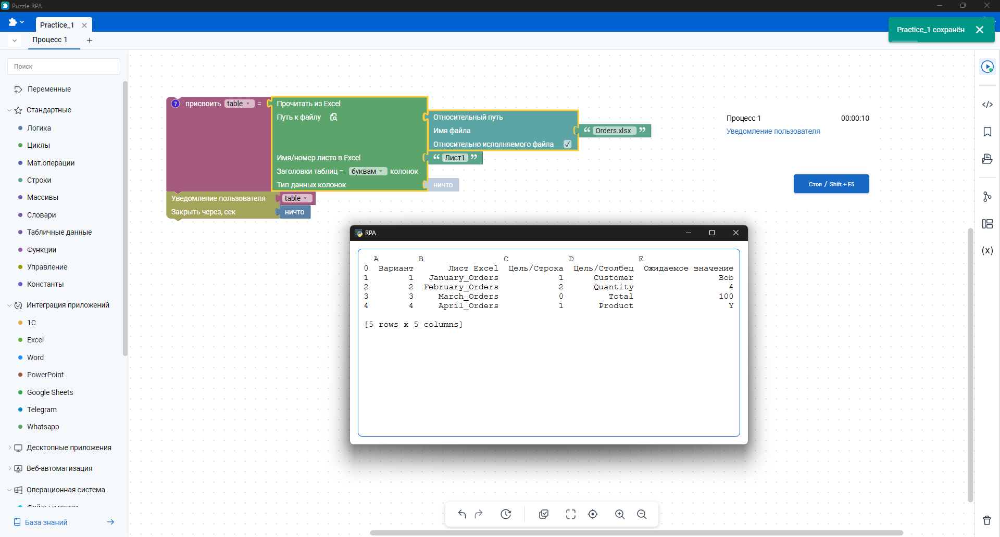 Puzzle RPA
Practice_1
Practice_1 сохранён
Процесс 1
Поиск
Переменные
Стандартные
Логика
Циклы
Мат.операции
Строки
Массивы
Словари
Табличные данные
Функции
Управление
Константы
Интеграция приложений
1C
Excel
Word
PowerPoint
Google Sheets
Telegram
Whatsapp
Десктопные приложения
Веб-автоматизация
Операционная система
Файлы и папки
База знаний
? присвоить table =
Прочитать из Excel
Путь к файлу
Относительный путь
Имя файла
“ Orders.xlsx ”
Относительно исполняемого файла
Имя/номер листа в Excel
“ Лист1 ”
Заголовки таблиц = буквам колонок
Тип данных колонок
ничто
Уведомление пользователя table
Закрыть через, сек ничто
Процесс 1 00:00:10
Уведомление пользователя
Стоп / Shift + F5
RPA
A B C D E
0 Вариант Лист Excel Цель/Строка Цель/Столбец Ожидаемое значение
1 1 January_Orders 1 Customer Bob
2 2 February_Orders 2 Quantity 4
3 3 March_Orders 0 Total 100
4 4 April_Orders 1 Product Y
[5 rows x 5 columns]